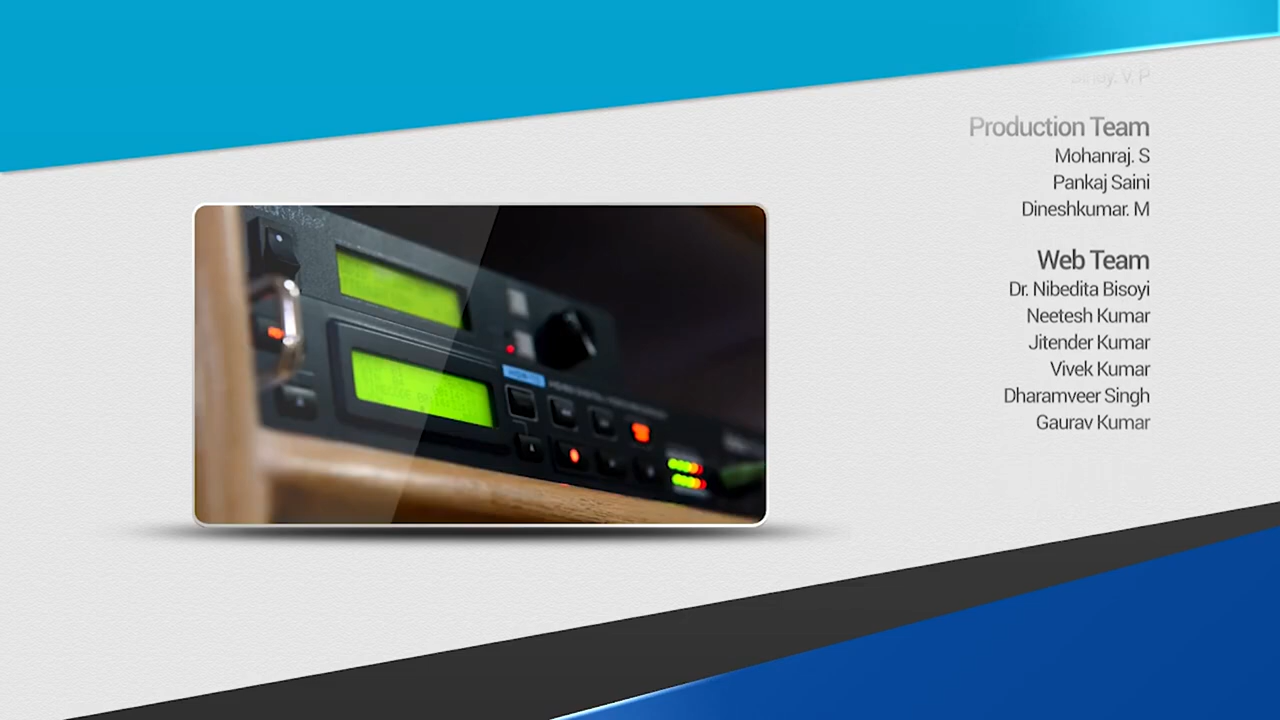 V. P
Production Team
Mohanraj. S
Pankaj Saini
Dineshkumar. M
Web Team
Dr. Nibedita Bisoyi
Neetesh Kumar
Jitender Kumar
Vivek Kumar
Dharamveer Singh
Gaurav Kumar